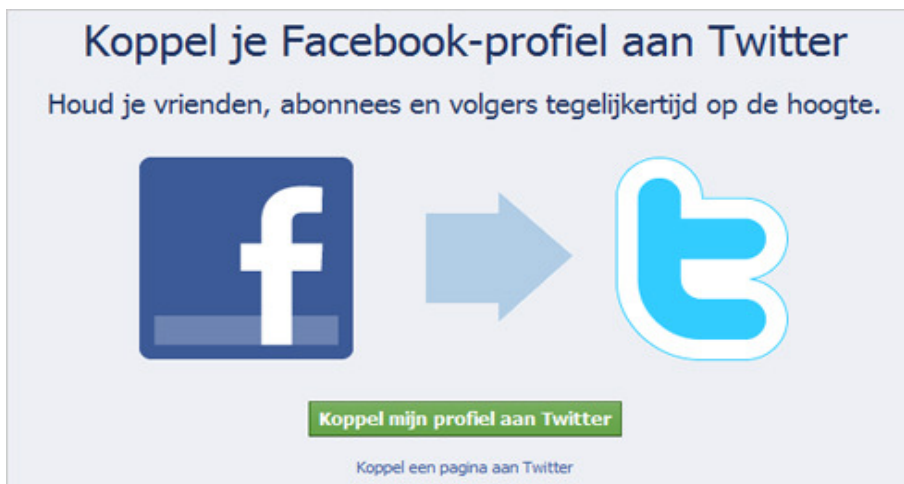 Koppel je Facebook-profiel aan Twitter
Houd je vrienden, abonnees en volgers tegelijkertijd op de hoogte.
f
t
Koppel mijn profiel aan Twitter
Koppel een pagina aan Twitter